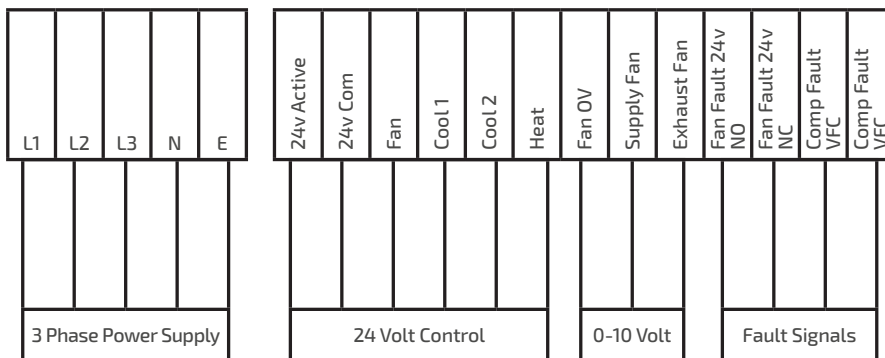 L1
L2
L3
N
E
24v Active
24v Com
Fan
Cool 1
Cool 2
Heat
Fan OV
Supply Fan
Exhaust Fan
Fan Fault 24v
NO
Fan Fault 24v
NC
Comp Fault
VFC
Comp Fault
VFC
3 Phase Power Supply
24 Volt Control
0-10 Volt
Fault Signals